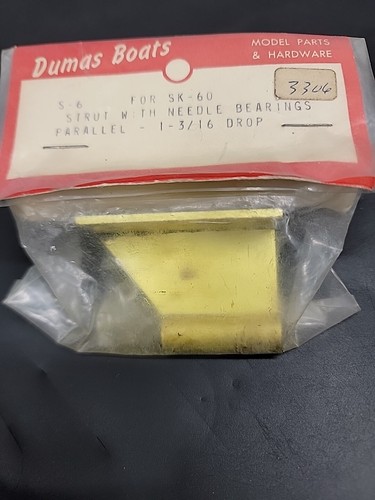 Dumas Boats
MODEL PARTS
& HARDWARE
3306
S-6 FOR SK-60
STRUT WITH NEEDLE BEARINGS
PARALLEL - 1-3/16 DROP